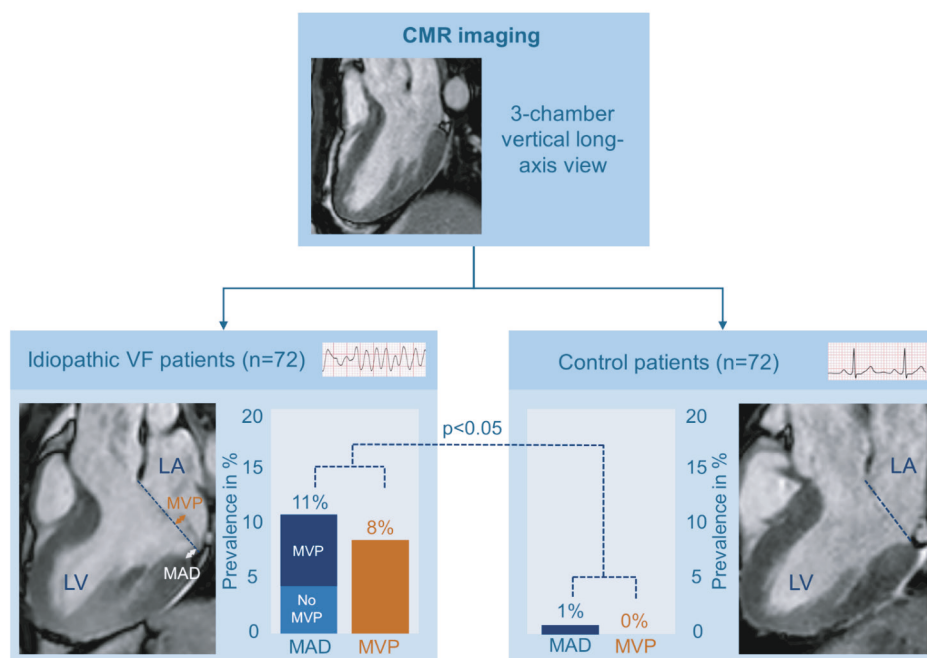 CMR imaging
3-chamber
vertical long-
axis view
Idiopathic VF patients (n=72)
Control patients (n=72)
LA
MVP
MAD
LV
Prevalence in %
20
15
10
5
0
11%
MVP
No
MVP
8%
MAD
MVP
p<0.05
1%
0%
MAD
MVP
20
15
10
5
0
Prevalence in %
LA
LV